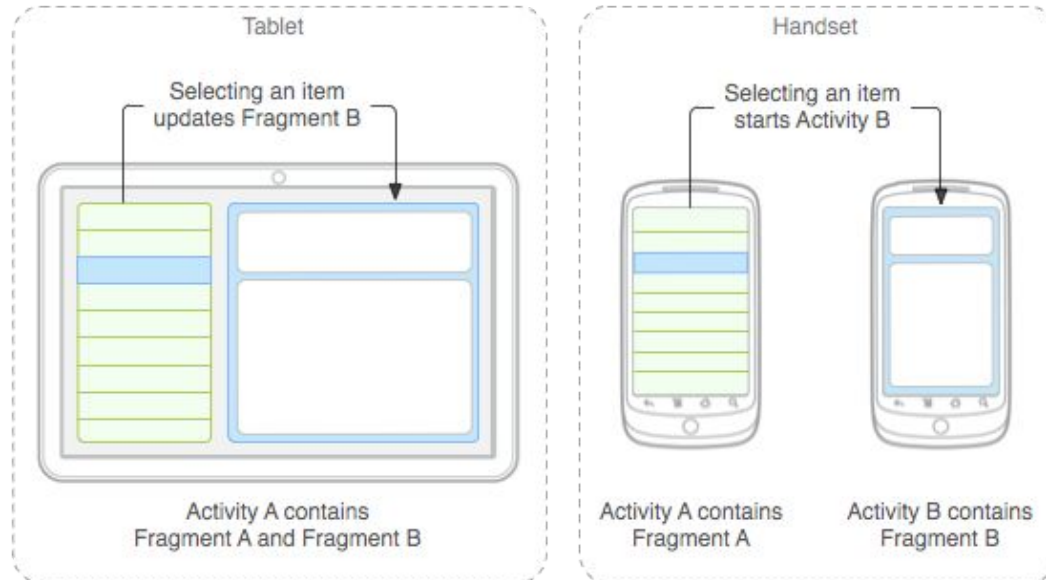 Tablet
Selecting an item
updates Fragment B
Activity A contains
Fragment A and Fragment B
Handset
Selecting an item
starts Activity B
Activity A contains
Fragment A
Activity B contains
Fragment B